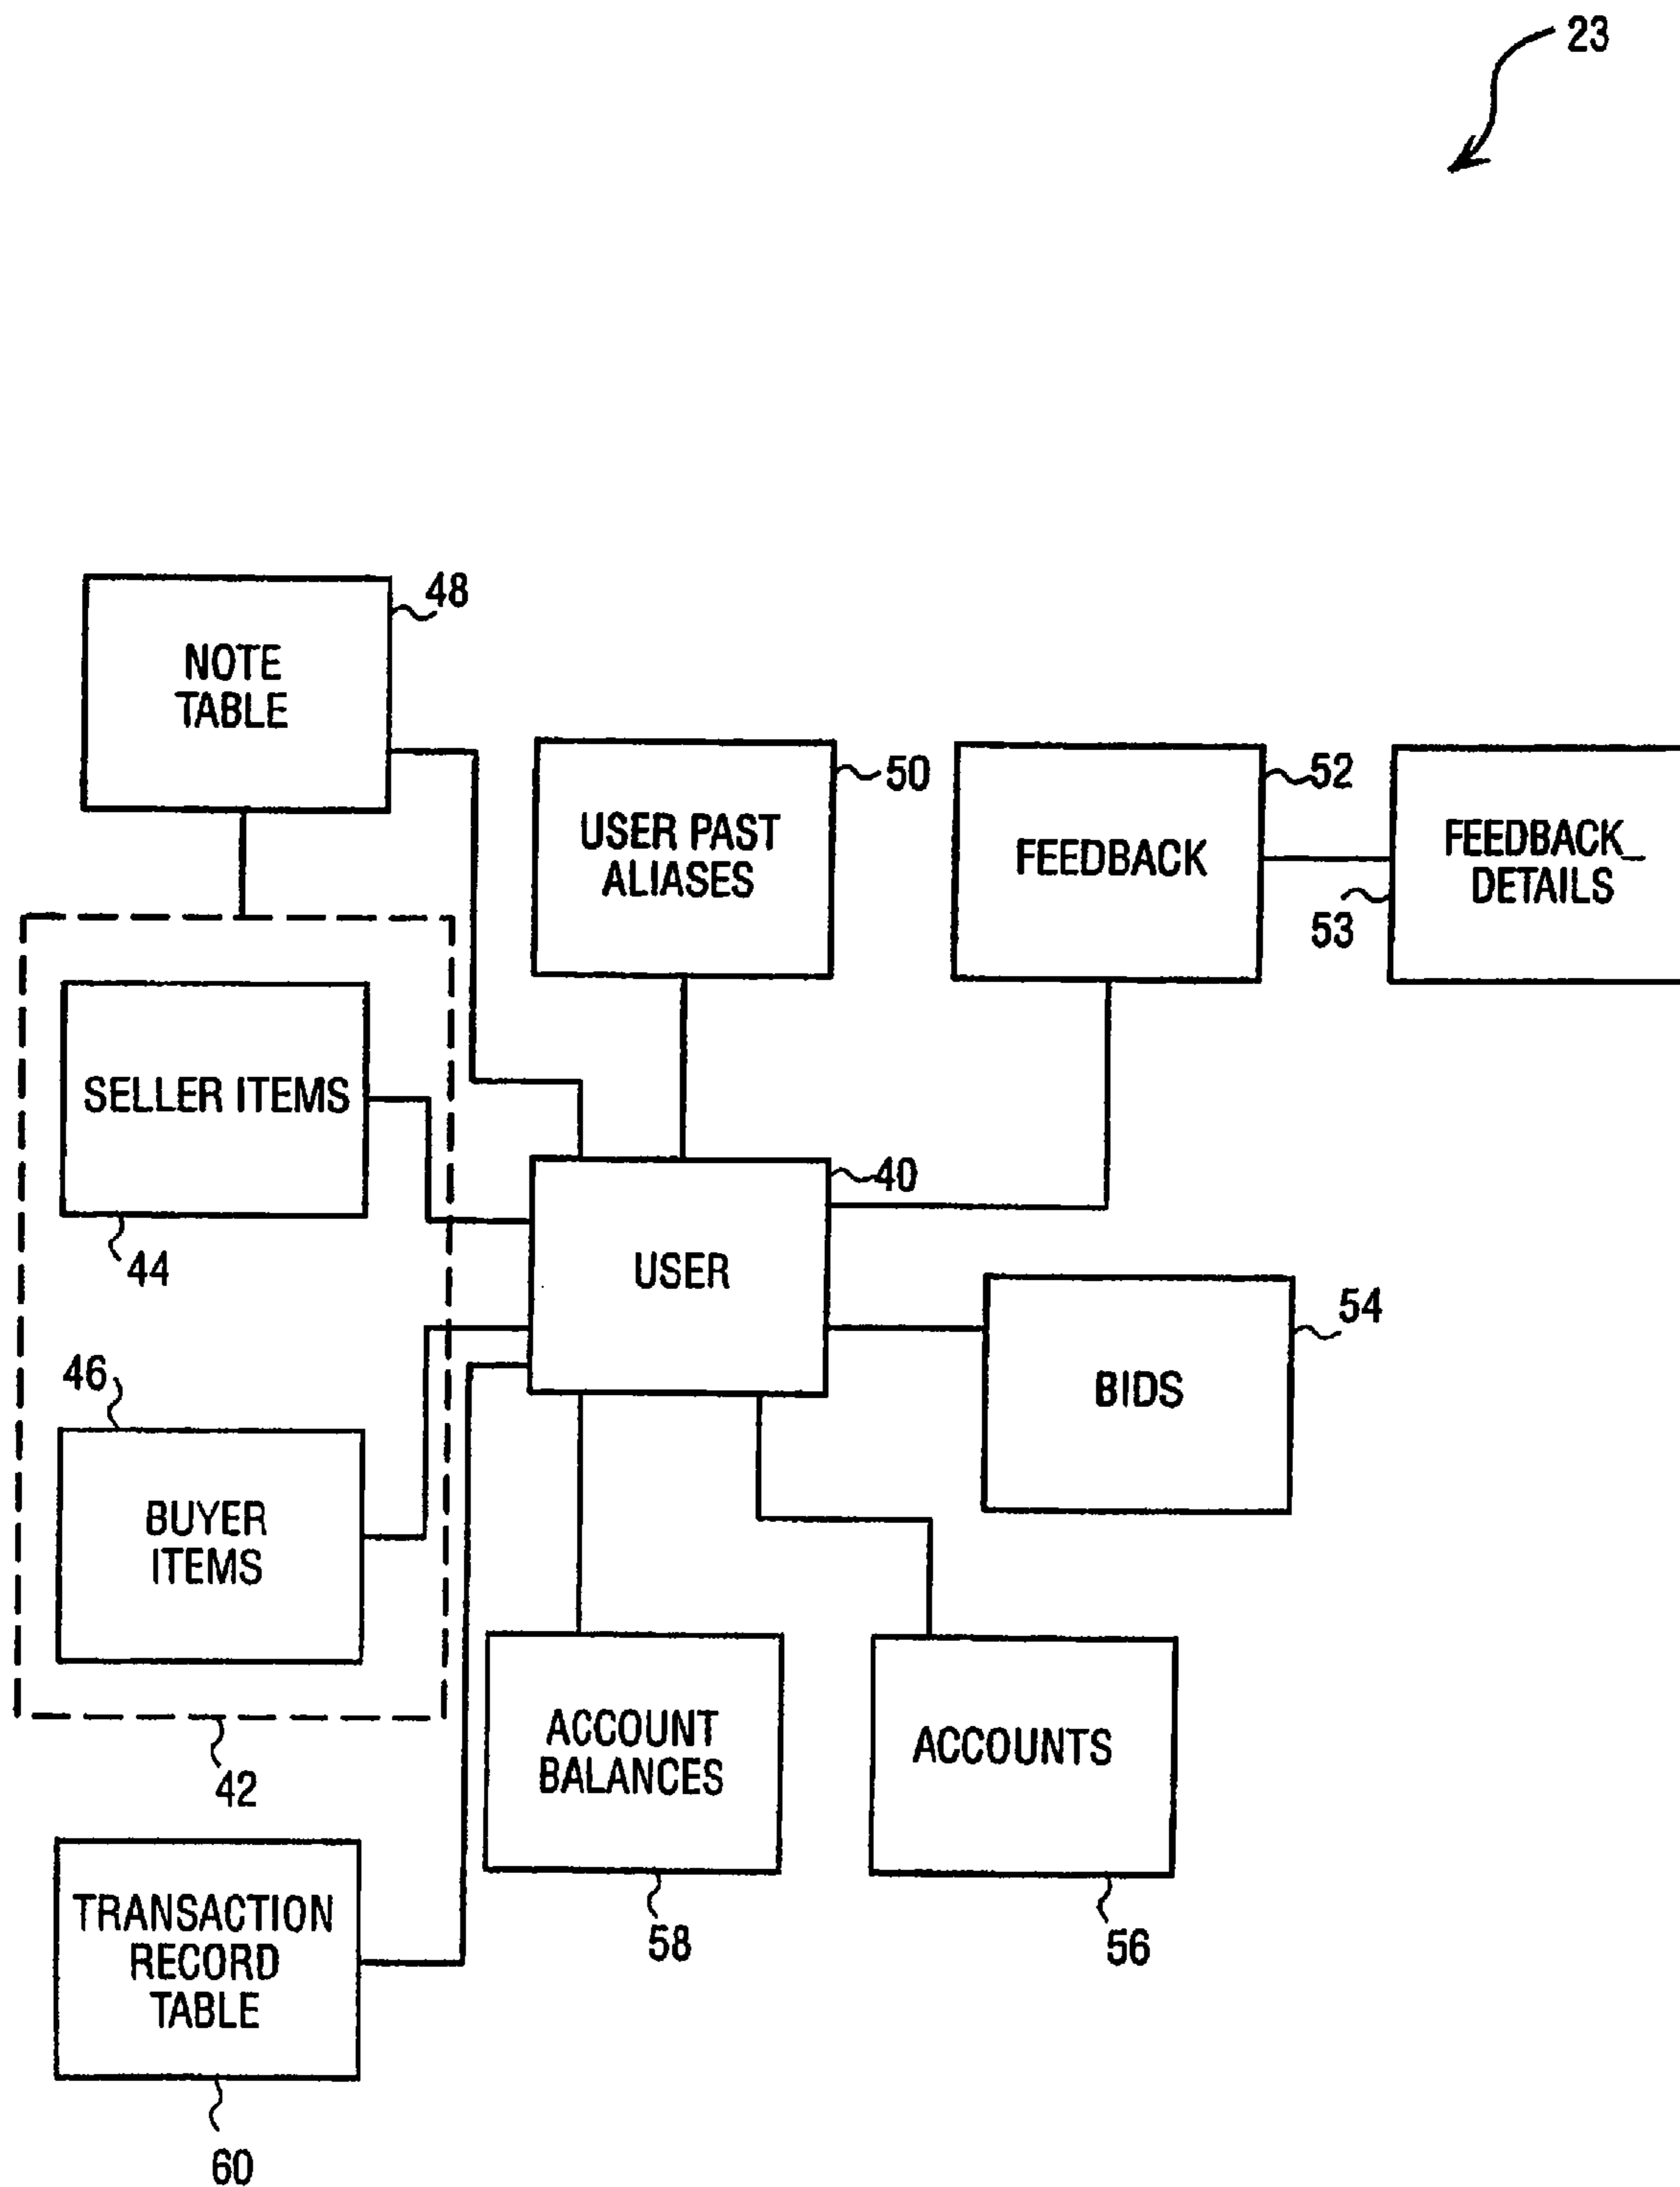 23
48
NOTE
TABLE
50
USER PAST
ALIASES
52
FEEDBACK
FEEDBACK_
DETAILS
53
SELLER ITEMS
44
40
USER
54
BIDS
46
BUYER
ITEMS
42
ACCOUNT
BALANCES
58
ACCOUNTS
56
TRANSACTION
RECORD
TABLE
60